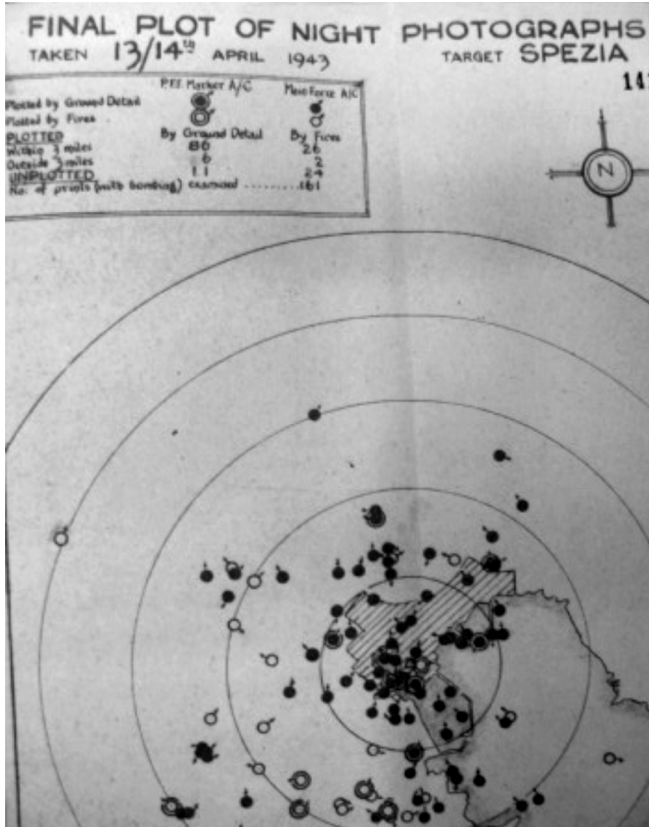 FINAL PLOT OF NIGHT PHOTOGRAPHS
TAKEN 13/14th APRIL 1943 TARGET SPEZIA
14
P.F.F. Marker A/C Main Force A/C
Plotted by Ground Detail
Plotted by Fires
PLOTTED By Ground Detail By Fires
Within 3 miles 86 26
Outside 3 miles 6 2
UNPLOTTED 11 24
No. of prints (with bombing) examined .......... 161
N